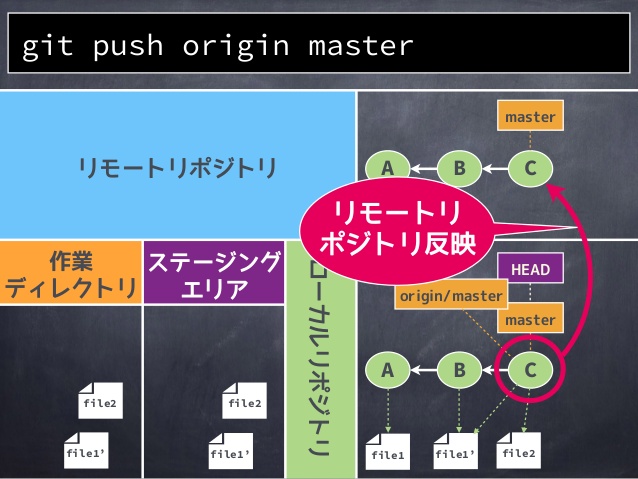 git push origin master
master
リモートリポジトリ
A
B
C
リモートリ
ポジトリ反映
作業
ディレクトリ
ステージング
エリア
ローカルリポジトリ
HEAD
origin/master
master
A
B
C
file2
file2
file1’
file1’
file1
file1’
file2